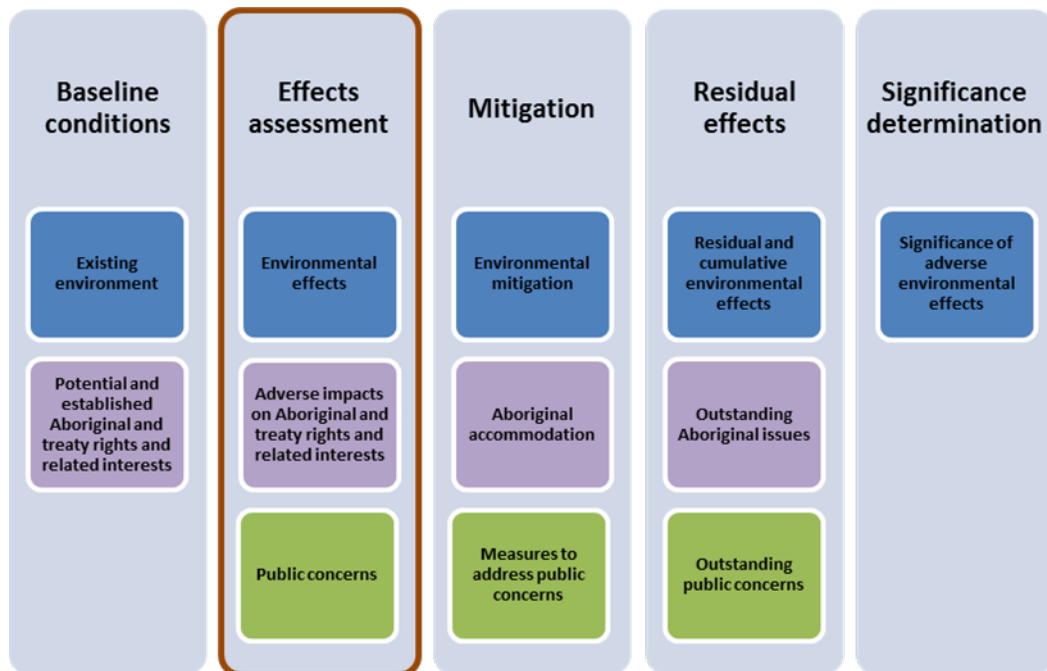 Baseline
conditions
Existing
environment
Potential and
established
Aboriginal and
treaty rights and
related interests
Effects
assessment
Environmental
effects
Adverse impacts
on Aboriginal and
treaty rights and
related interests
Public concerns
Mitigation
Environmental
mitigation
Aboriginal
accommodation
Measures to
address public
concerns
Residual
effects
Residual and
cumulative
environmental
effects
Outstanding
Aboriginal issues
Outstanding
public concerns
Significance
determination
Significance of
adverse
environmental
effects